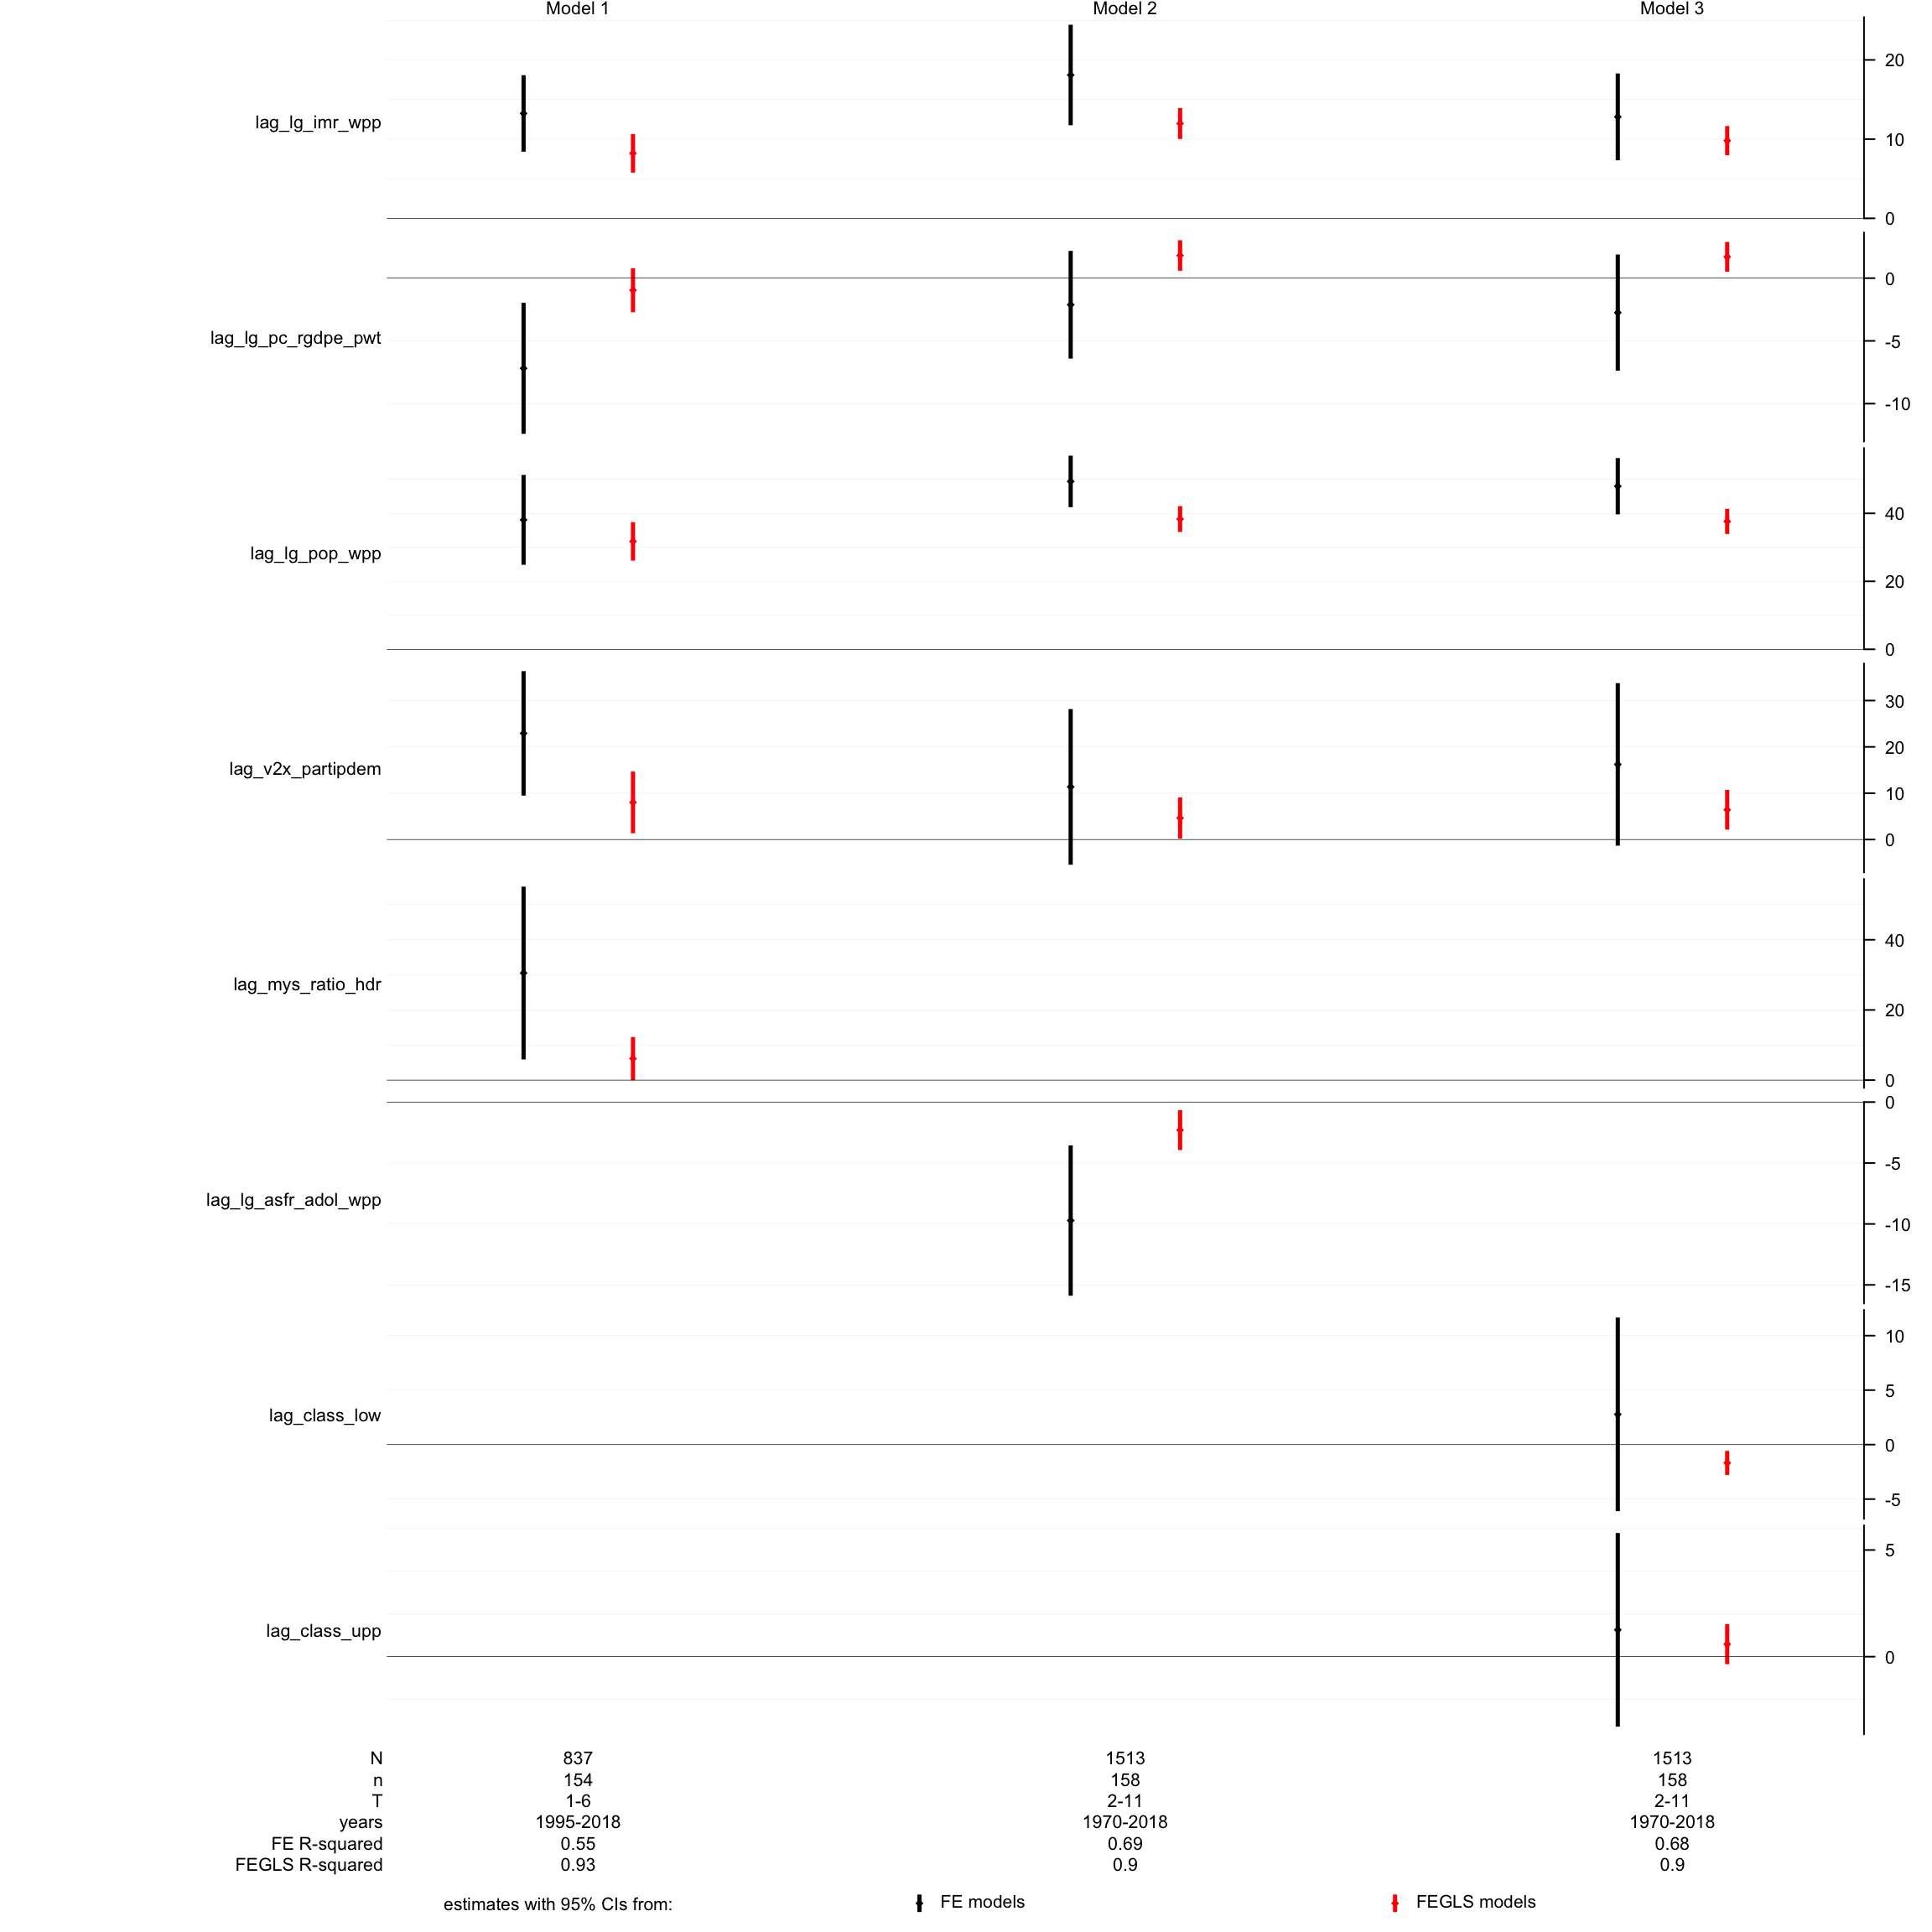 Model 1 Model 2 Model 3
20
lag_lg_imr_wpp
10
0
0
lag_lg_pc_rgdpe_pwt
-5
-10
40
lag_lg_pop_wpp
20
0
30
20
lag_v2x_partipdem
10
0
40
lag_mys_ratio_hdr
20
0
0
-5
lag_lg_asfr_adol_wpp
-10
-15
10
5
lag_class_low
0
-5
5
lag_class_upp
0
N 837 1513 1513
n 154 158 158
T 1-6 2-11 2-11
years 1995-2018 1970-2018 1970-2018
FE R-squared 0.55 0.69 0.68
FEGLS R-squared 0.93 0.9 0.9
estimates with 95% CIs from: FE models FEGLS models